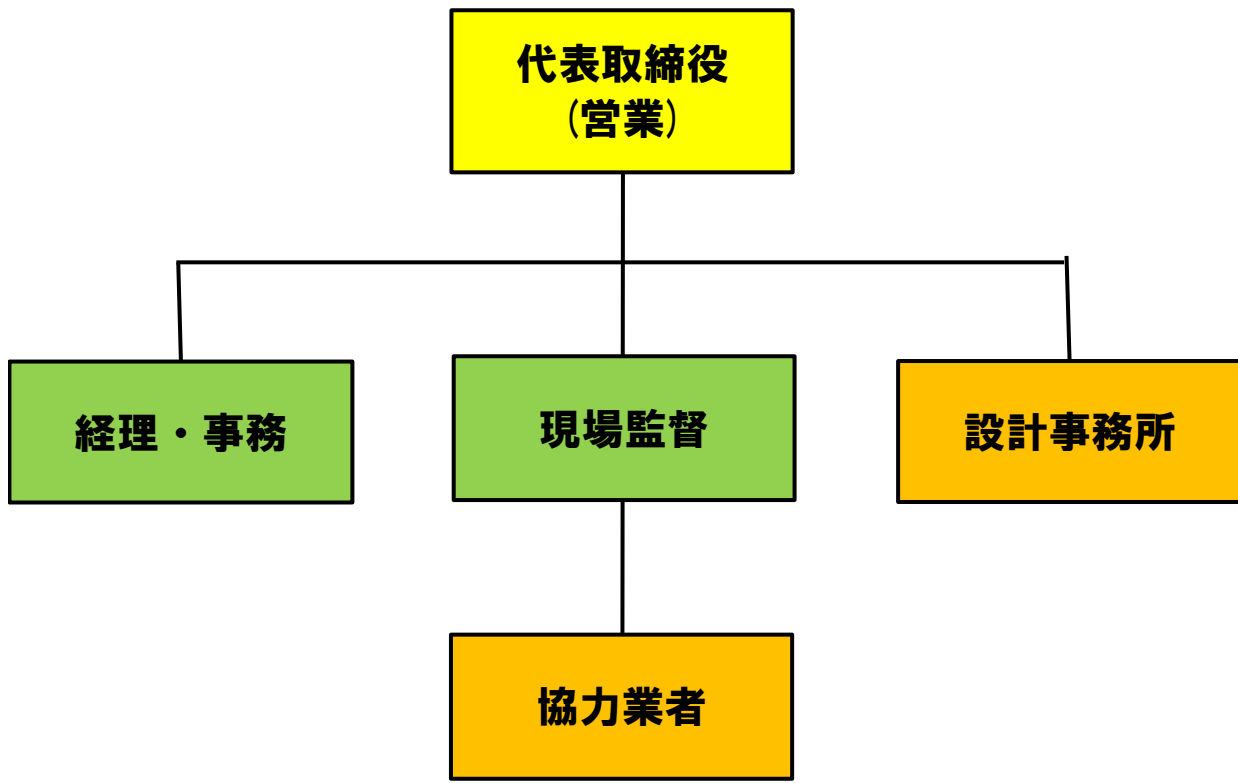 代表取締役
(営業)
経理・事務
現場監督
設計事務所
協力業者